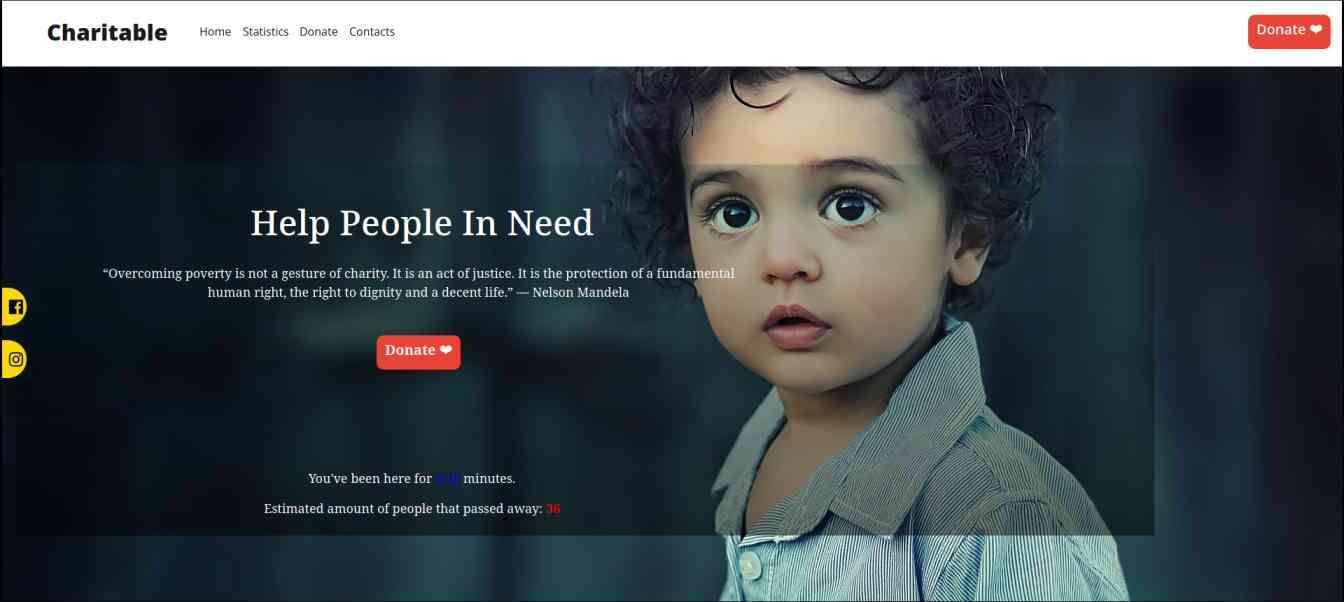 Charitable
Home Statistics Donate Contacts
Donate ❤
Help People In Need
“Overcoming poverty is not a gesture of charity. It is an act of justice. It is the protection of a fundamental
human right, the right to dignity and a decent life.” — Nelson Mandela
Donate ❤
You've been here for minutes.
Estimated amount of people that passed away: 36